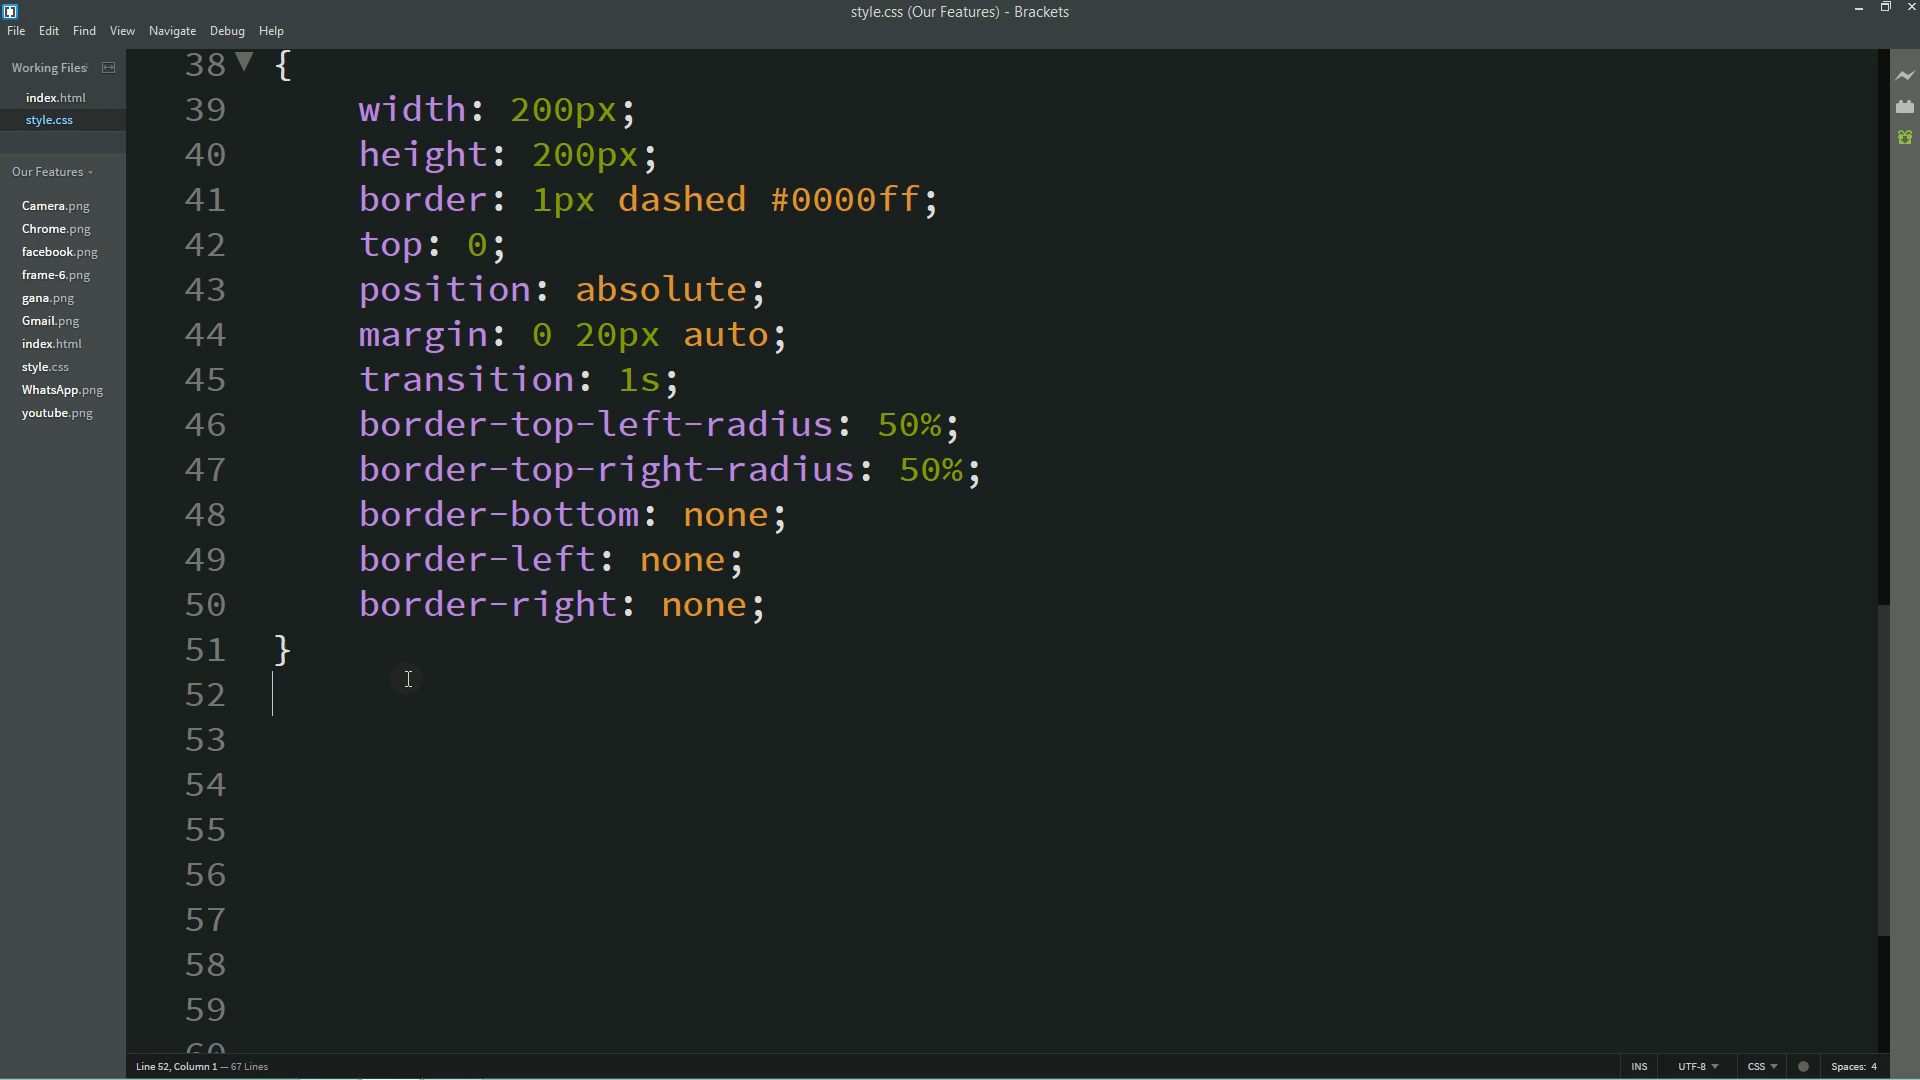 style.css (Our Features) - Brackets
File Edit Find View Navigate Debug Help
Working Files
index.html
style.css
Our Features
Camera.png
Chrome.png
facebook.png
frame-6.png
gana.png
Gmail.png
index.html
style.css
WhatsApp.png
youtube.png
38 {
39 width: 200px;
40 height: 200px;
41 border: 1px dashed #0000ff;
42 top: 0;
43 position: absolute;
44 margin: 0 20px auto;
45 transition: 1s;
46 border-top-left-radius: 50%;
47 border-top-right-radius: 50%;
48 border-bottom: none;
49 border-left: none;
50 border-right: none;
51 }
52
53
54
55
56
57
58
59
60
Line 52, Column 1 — 67 Lines
INS UTF-8 CSS Spaces: 4